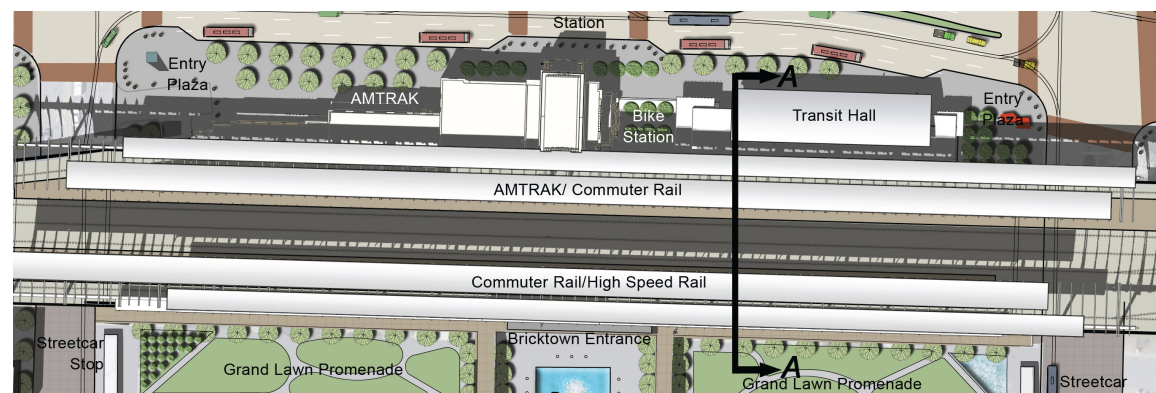 Station
Entry
Plaza
AMTRAK
Bike
Station
A
Transit Hall
Entry
Plaza
AMTRAK/ Commuter Rail
Commuter Rail/High Speed Rail
Streetcar
Stop
Grand Lawn Promenade
Bricktown Entrance
A
Grand Lawn Promenade
Streetcar